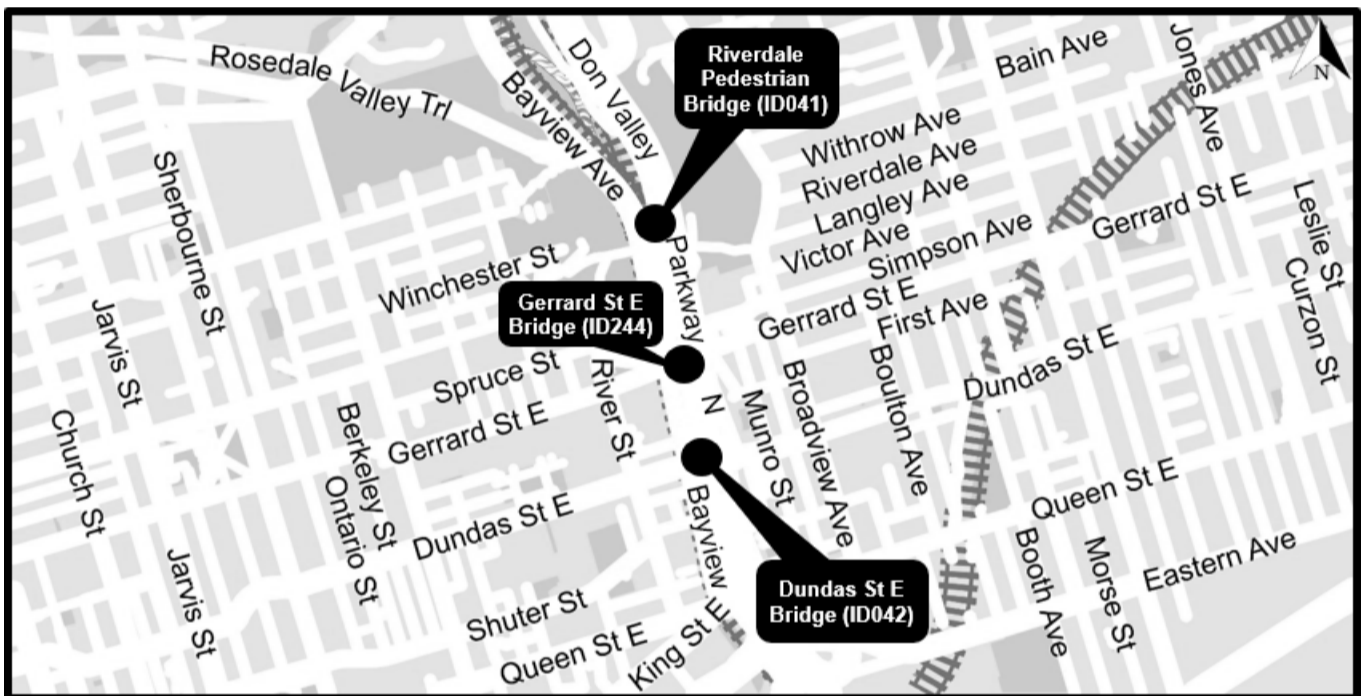 Rosedale Valley Trl
Bayview Ave
Don Valley
Riverdale
Pedestrian
Bridge (ID041)
Bain Ave
Jones Ave
N
Sherbourne St
Withrow Ave
Riverdale Ave
Langley Ave
Victor Ave
Simpson Ave
Gerrard St E
Leslie St
Curzon St
Winchester St
Parkway
N
Gerrard St E
Bridge (ID244)
Gerrard St E
First Ave
Dundas St E
Jarvis St
Church St
Spruce St
Gerrard St E
River St
Berkeley St
Ontario St
Munro St
Broadview Ave
Boulton Ave
Dundas St E
Bayview
Queen St E
Booth Ave
Morse St
Eastern Ave
Jarvis St
Shuter St
Queen St E
King St E
Dundas St E
Bridge (ID042)